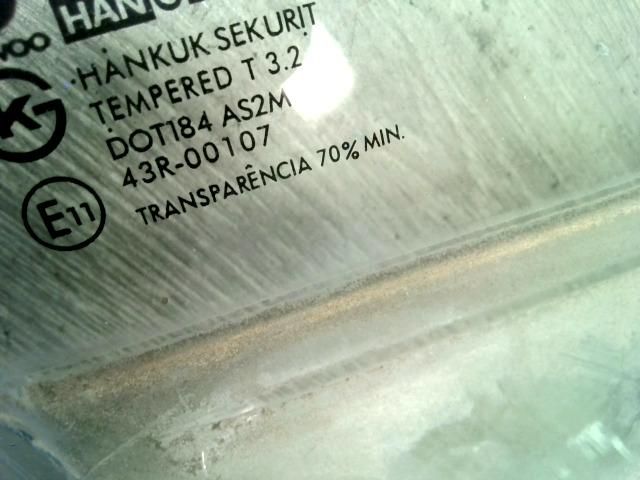 HANKUK SEKURIT
TEMPERED T 3.2
DOT184 AS2M
43R-00107
TRANSPARÊNCIA 70% MIN.
E11